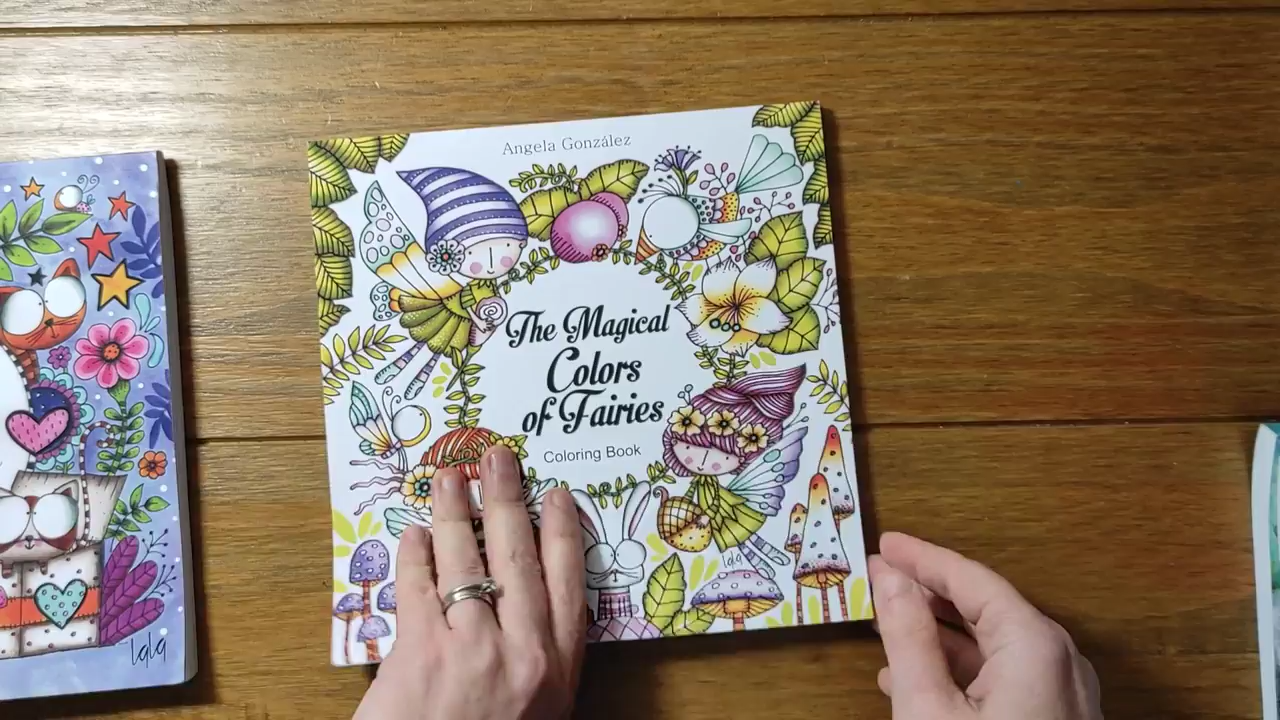 Angela González
The Magical
Colors
of Fairies
Coloring Book
lala
lala